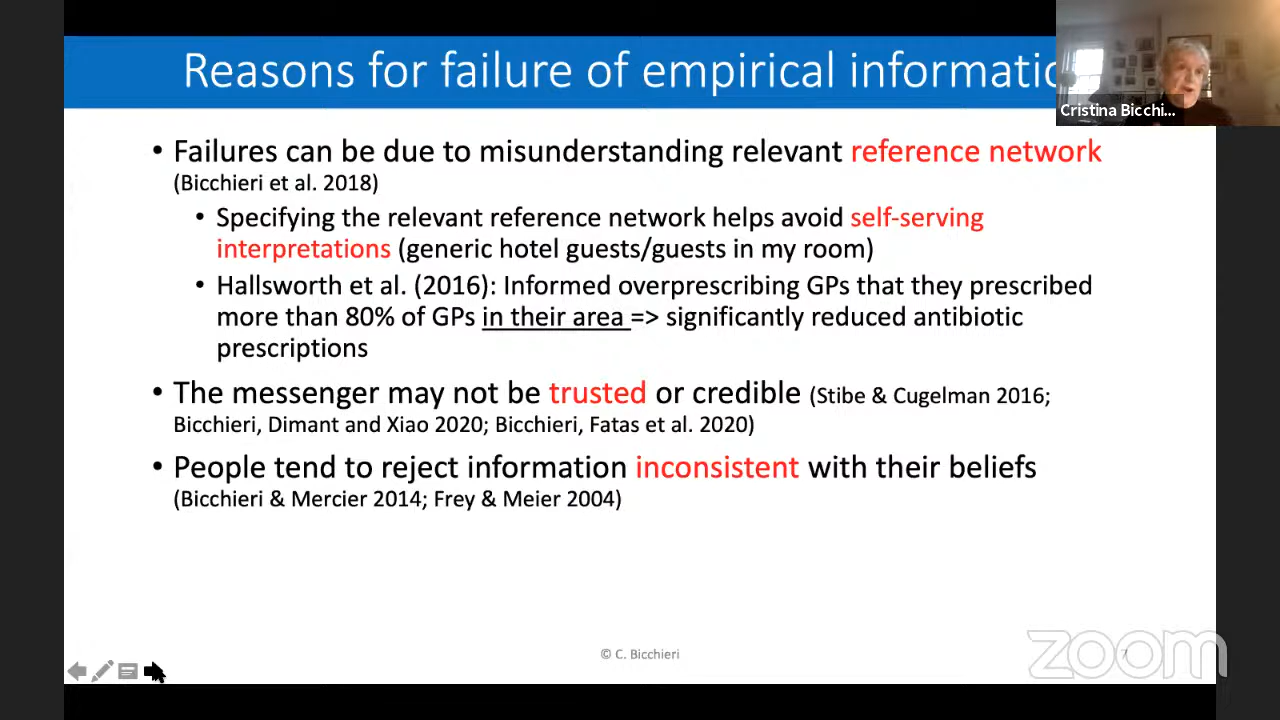 Reasons for failure of empirical informatio
Cristina Bicchi...
• Failures can be due to misunderstanding relevant reference network
(Bicchieri et al. 2018)
• Specifying the relevant reference network helps avoid self-serving
interpretations (generic hotel guests/guests in my room)
• Hallsworth et al. (2016): Informed overprescribing GPs that they prescribed
more than 80% of GPs in their area => significantly reduced antibiotic
prescriptions
• The messenger may not be trusted or credible (Stibe & Cugelman 2016;
Bicchieri, Dimant and Xiao 2020; Bicchieri, Fatas et al. 2020)
• People tend to reject information inconsistent with their beliefs
(Bicchieri & Mercier 2014; Frey & Meier 2004)
© C. Bicchieri
7
zoom